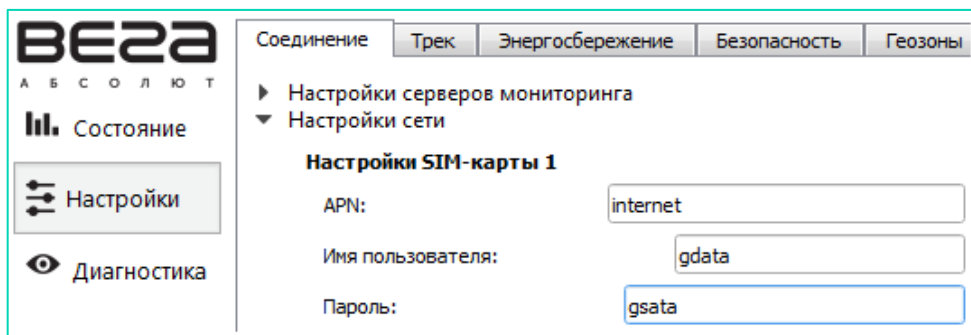 ВЕГА
АБСОЛЮТ
Состояние
Настройки
Диагностика
Соединение Трек Энергосбережение Безопасность Геозоны
Настройки серверов мониторинга
Настройки сети
Настройки SIM-карты 1
APN: internet
Имя пользователя: gdata
Пароль: gsata